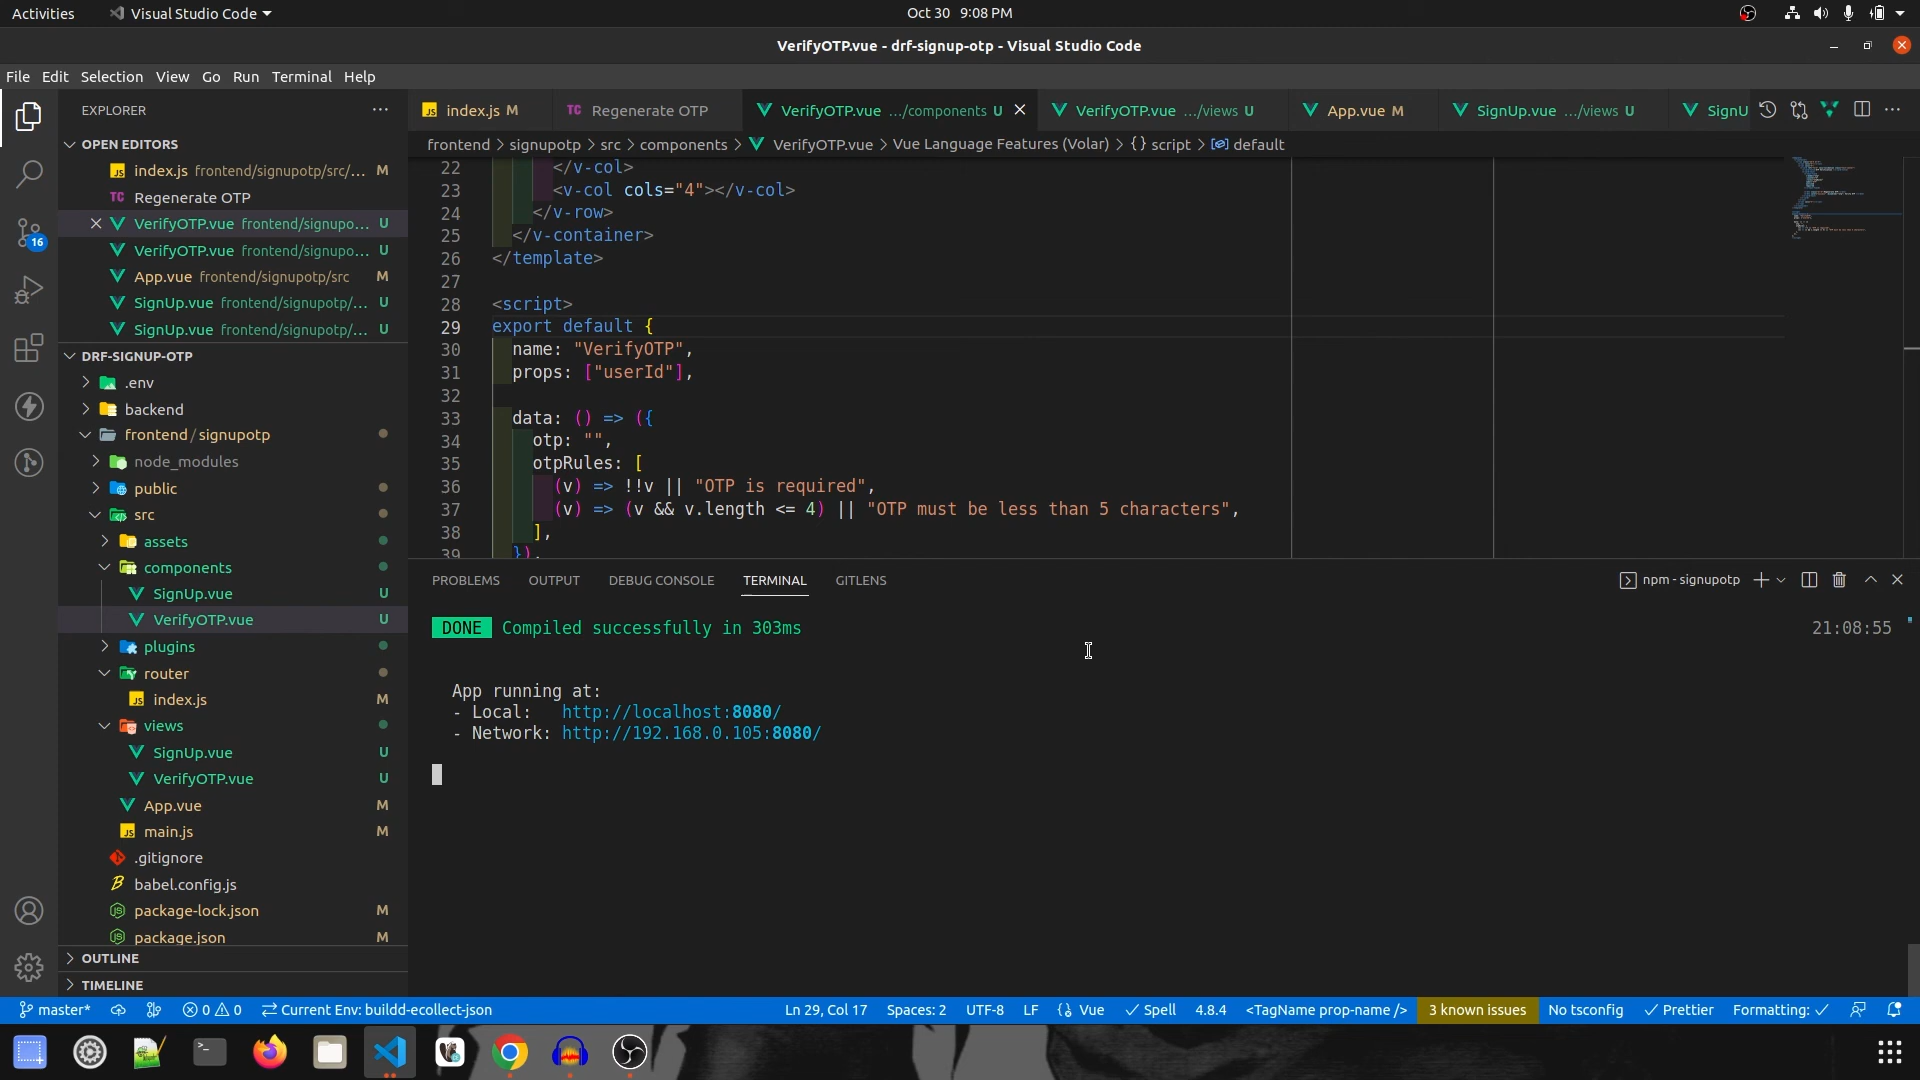 Activities
Visual Studio Code
Oct 30 9:08 PM
VerifyOTP.vue - drf-signup-otp - Visual Studio Code
File Edit Selection View Go Run Terminal Help
EXPLORER
OPEN EDITORS
index.js frontend/signupotp/src/... M
Regenerate OTP
VerifyOTP.vue frontend/signupo... U
VerifyOTP.vue frontend/signupo... U
App.vue frontend/signupotp/src M
SignUp.vue frontend/signupotp/... U
SignUp.vue frontend/signupotp/... U
DRF-SIGNUP-OTP
.env
backend
frontend/signupotp
node_modules
public
src
assets
components
SignUp.vue U
VerifyOTP.vue U
plugins
router
index.js M
views
SignUp.vue U
VerifyOTP.vue U
App.vue M
main.js M
.gitignore
babel.config.js
package-lock.json M
package.json M
OUTLINE
TIMELINE
16
index.js M
TC Regenerate OTP
VerifyOTP.vue .../components U
VerifyOTP.vue .../views U
App.vue M
SignUp.vue .../views U
SignU
frontend > signupotp > src > components > VerifyOTP.vue > Vue Language Features (Volar) > {} script > default
22 </v-col>
23 <v-col cols="4"></v-col>
24 </v-row>
25 </v-container>
26 </template>
27
28 <script>
29 export default {
30 name: "VerifyOTP",
31 props: ["userId"],
32
33 data: () => ({
34 otp: "",
35 otpRules: [
36 (v) => !!v || "OTP is required",
37 (v) => (v && v.length <= 4) || "OTP must be less than 5 characters",
38 ],
39 }),
PROBLEMS OUTPUT DEBUG CONSOLE TERMINAL GITLENS
npm - signupotp
DONE Compiled successfully in 303ms 21:08:55
App running at:
- Local: http://localhost:8080/
- Network: http://192.168.0.105:8080/
master* 0 0 Current Env: buildd-ecollect-json Ln 29, Col 17 Spaces: 2 UTF-8 LF Vue Spell 4.8.4 <TagName prop-name /> 3 known issues No tsconfig Prettier Formatting: